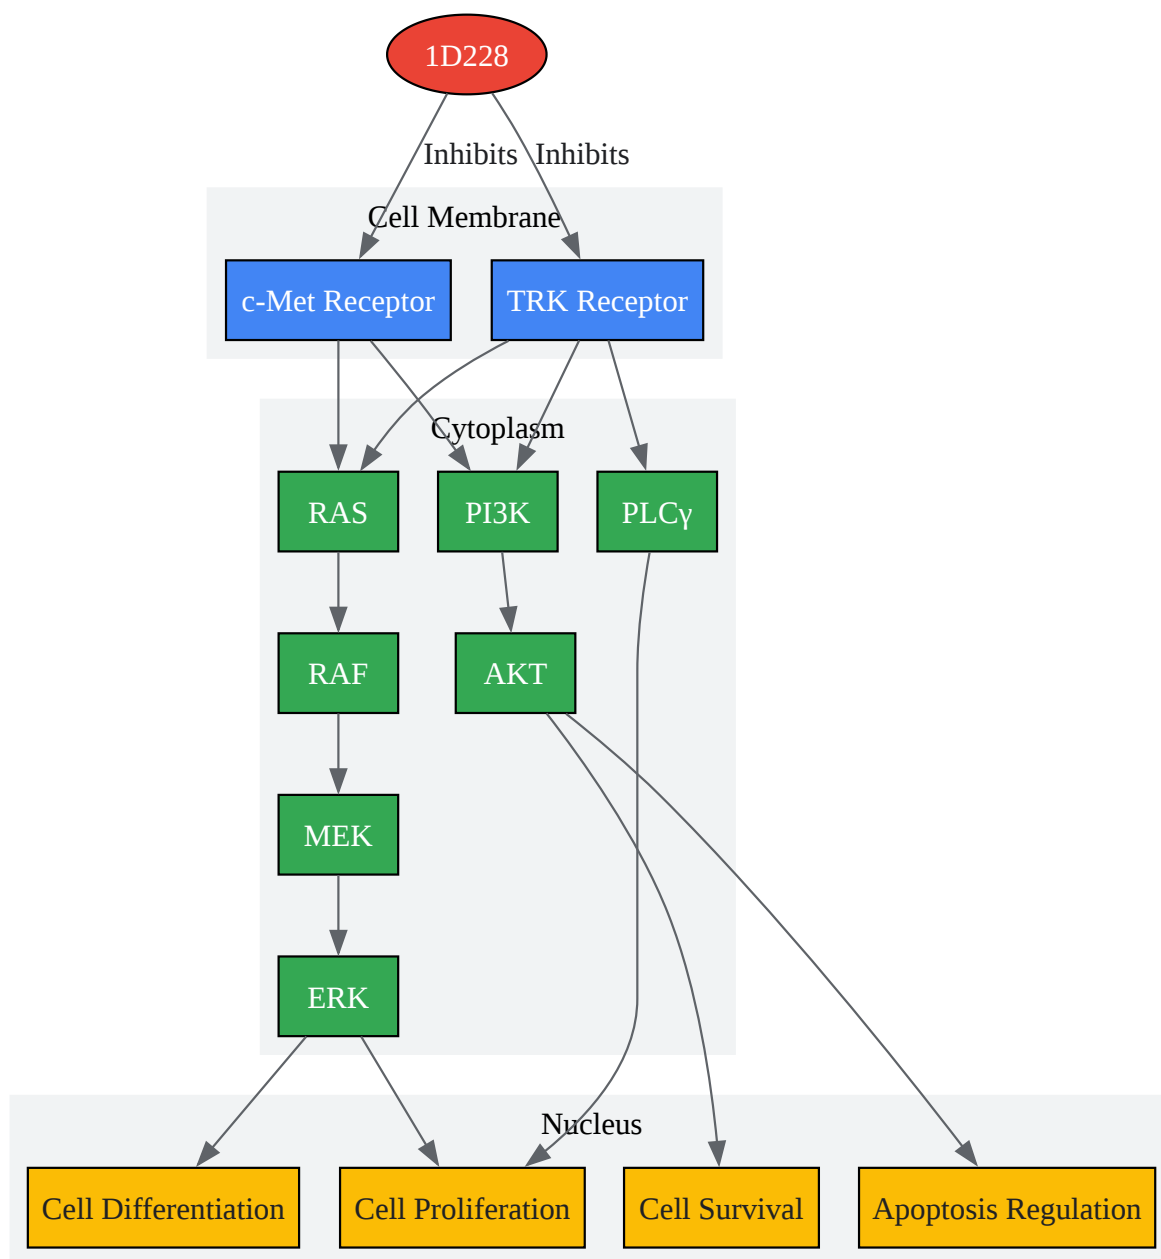 1D228
Inhibits Inhibits
Cell Membrane
c-Met Receptor TRK Receptor
Cytoplasm
RAS PI3K PLCγ
RAF AKT
MEK
ERK
Nucleus
Cell Differentiation Cell Proliferation Cell Survival Apoptosis Regulation